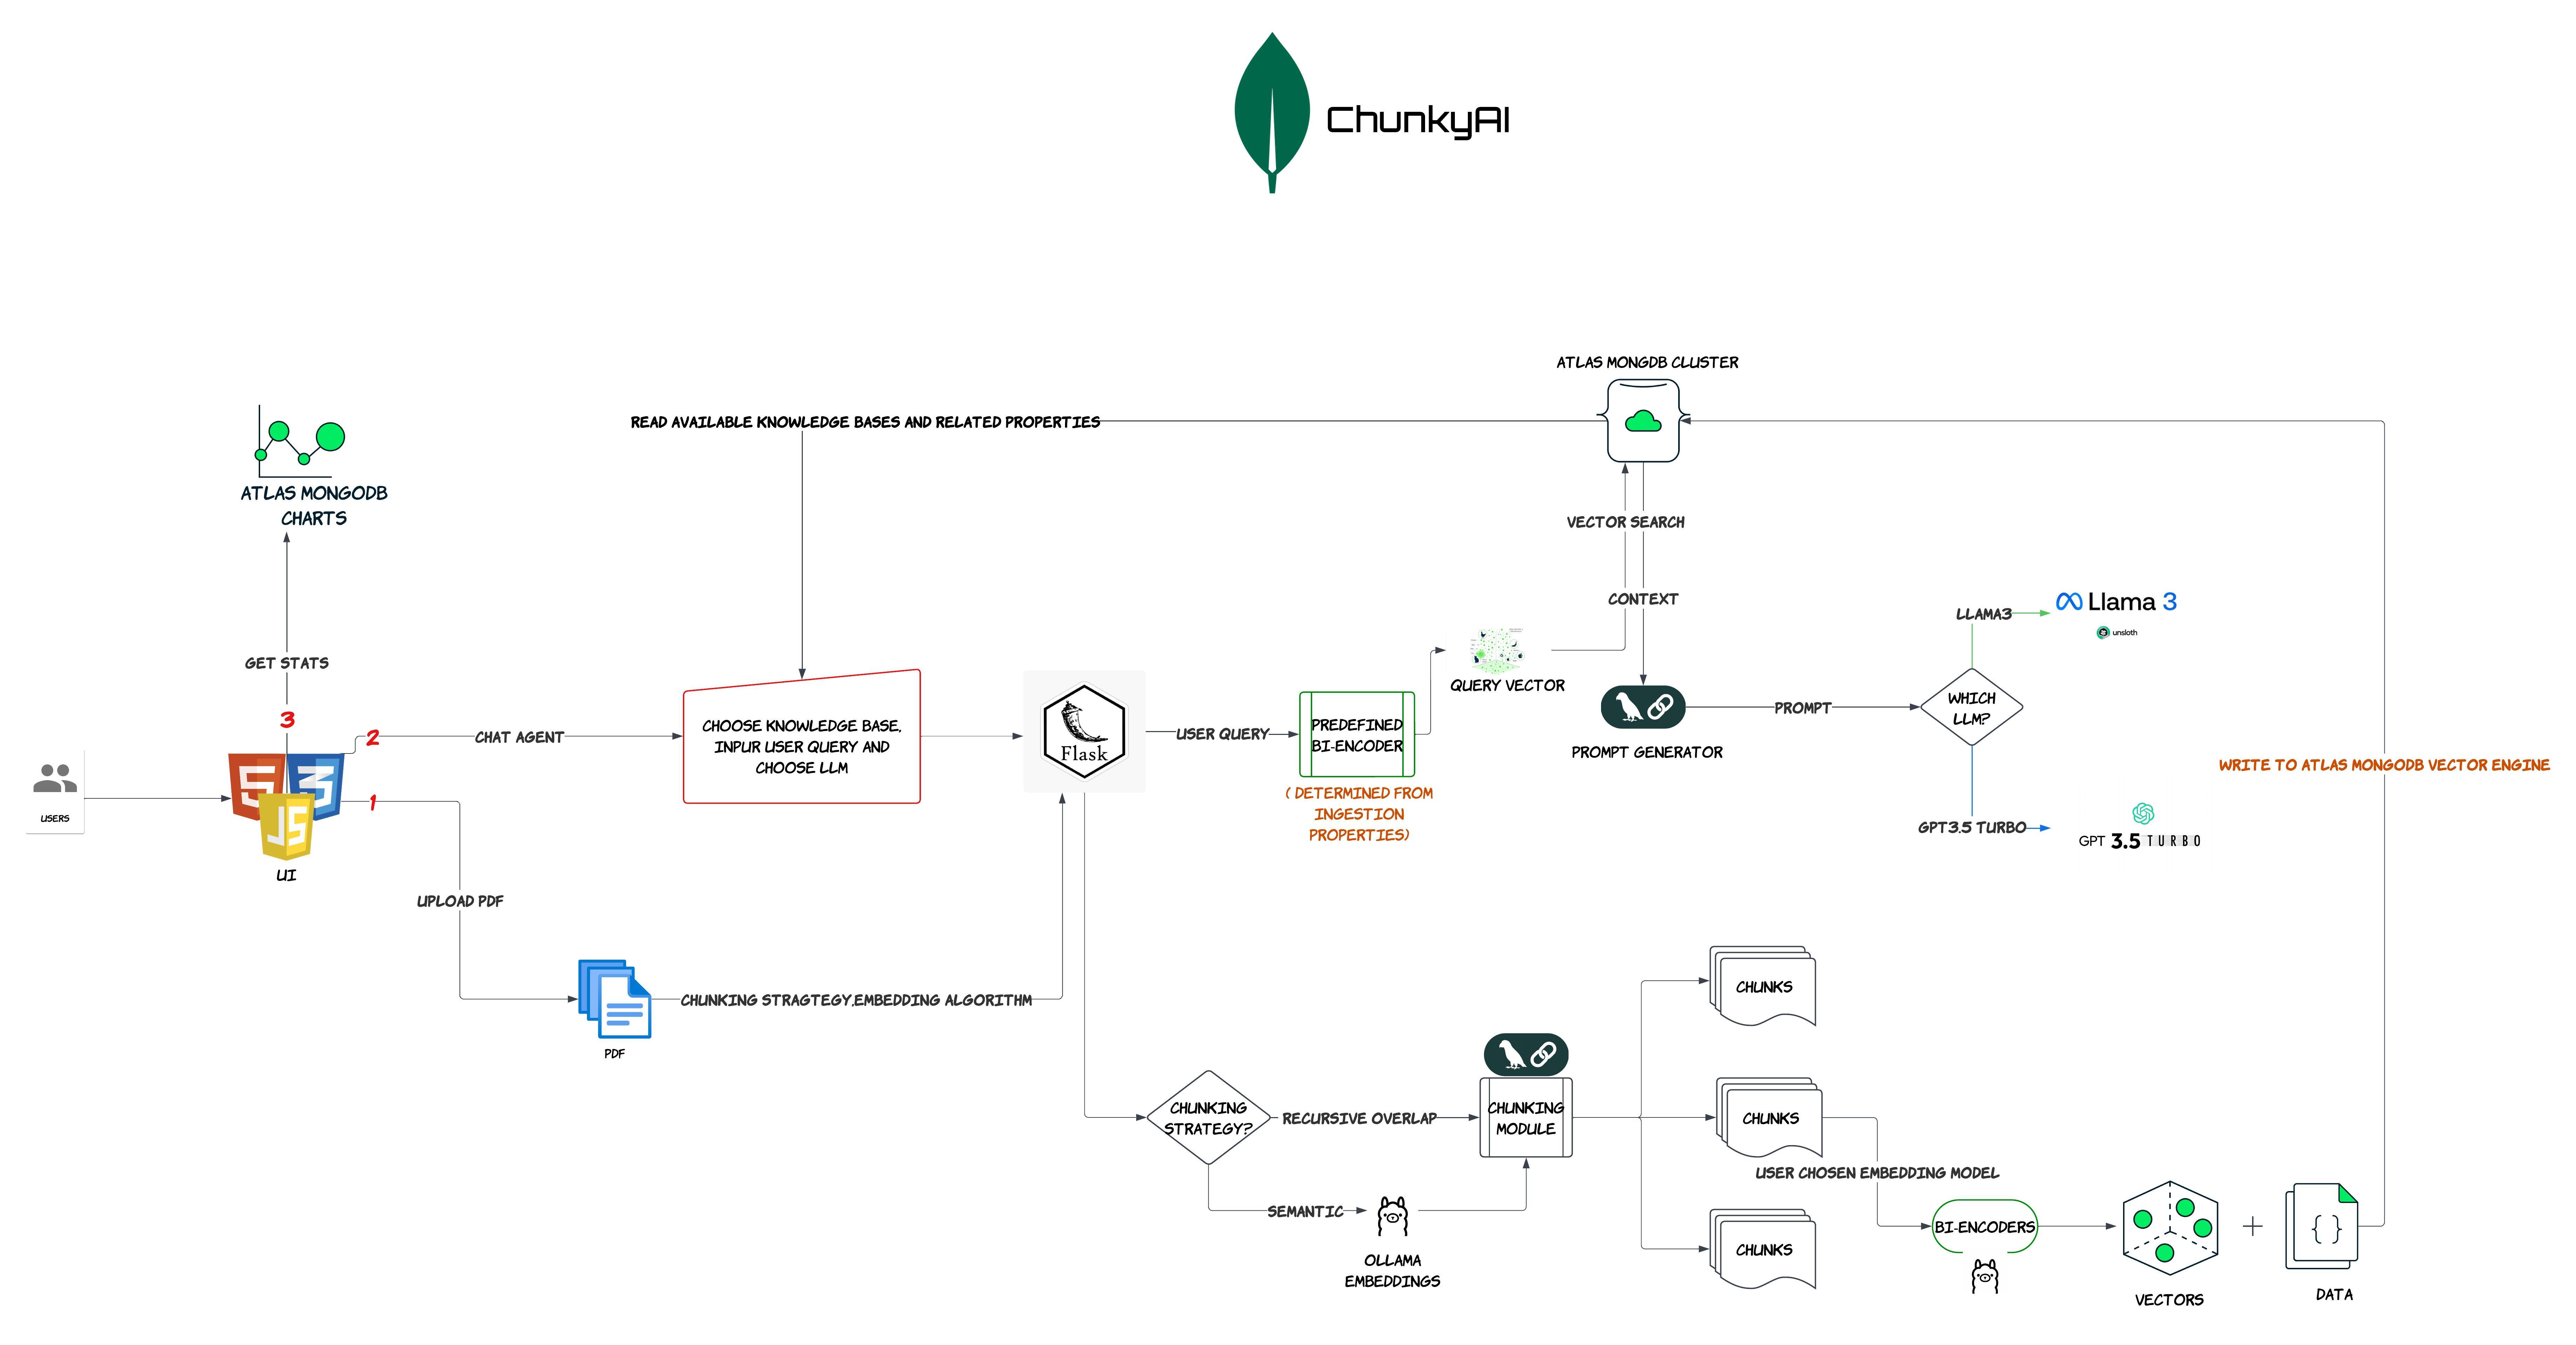 ChunkyAI
ATLAS MONGDB CLUSTER
READ AVAILABLE KNOWLEDGE BASES AND RELATED PROPERTIES
ATLAS MONGODB
CHARTS
VECTOR SEARCH
CONTEXT
GET STATS
3
2
CHAT AGENT
CHOOSE KNOWLEDGE BASE,
INPUR USER QUERY AND
CHOOSE LLM
Flask
USER QUERY
PREDEFINED
BI-ENCODER
( DETERMINED FROM
INGESTION
PROPERTIES)
QUERY VECTOR
PROMPT GENERATOR
PROMPT
WHICH
LLM?
LLAMA3
Llama 3
unsloth
GPT3.5 TURBO
GPT 3.5 TURBO
WRITE TO ATLAS MONGODB VECTOR ENGINE
USERS
5
3
JS
UI
1
UPLOAD PDF
PDF
CHUNKING STRAGTEGY,EMBEDDING ALGORITHM
CHUNKING
STRATEGY?
RECURSIVE OVERLAP
CHUNKING
MODULE
SEMANTIC
OLLAMA
EMBEDDINGS
CHUNKS
CHUNKS
CHUNKS
USER CHOSEN EMBEDDING MODEL
BI-ENCODERS
VECTORS
+
{ }
DATA